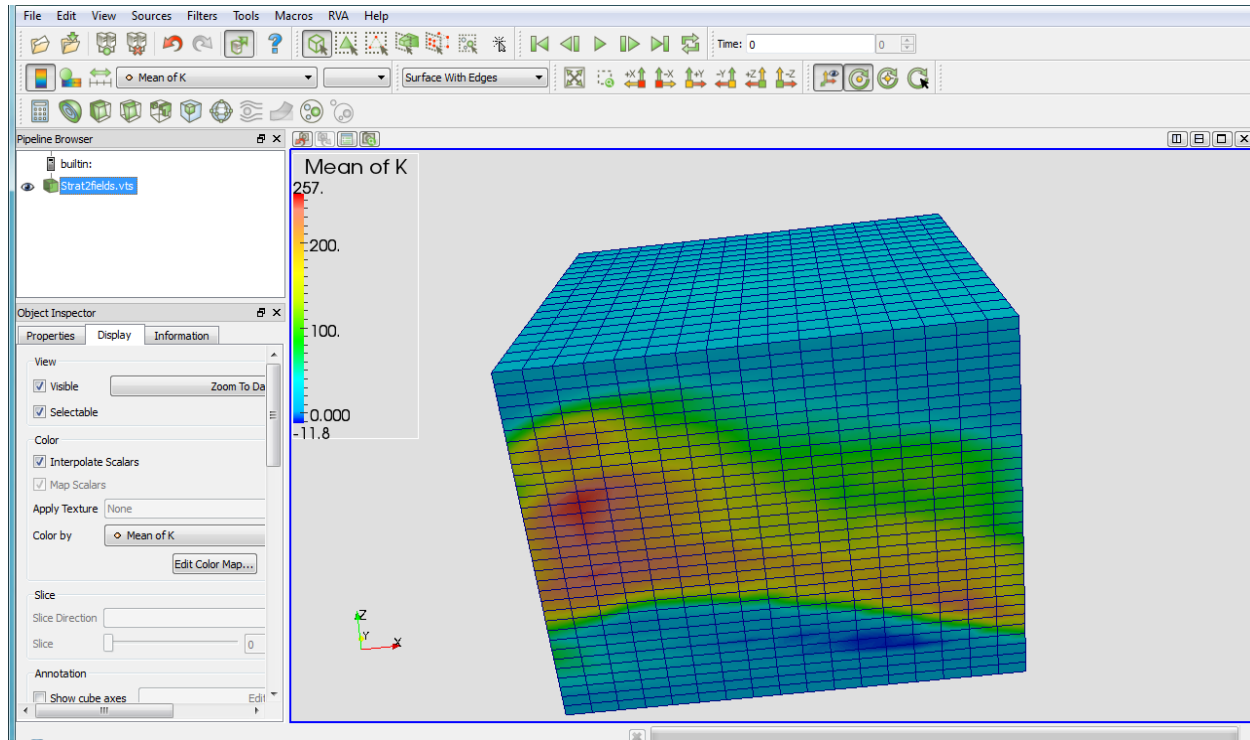 File Edit View Sources Filters Tools Macros RVA Help
Time: 0 0
Mean of K Surface With Edges +X -X +Y -Y +Z -Z
Pipeline Browser
builtin:
Strat2fields.vts
Object Inspector
Properties Display Information
View
Visible Zoom To Da
Selectable
Color
Interpolate Scalars
Map Scalars
Apply Texture None
Color by Mean of K
Edit Color Map...
Slice
Slice Direction
Slice 0
Annotation
Show cube axes Edit
Mean of K
257.
200.
100.
0.000
-11.8
Z
Y
X